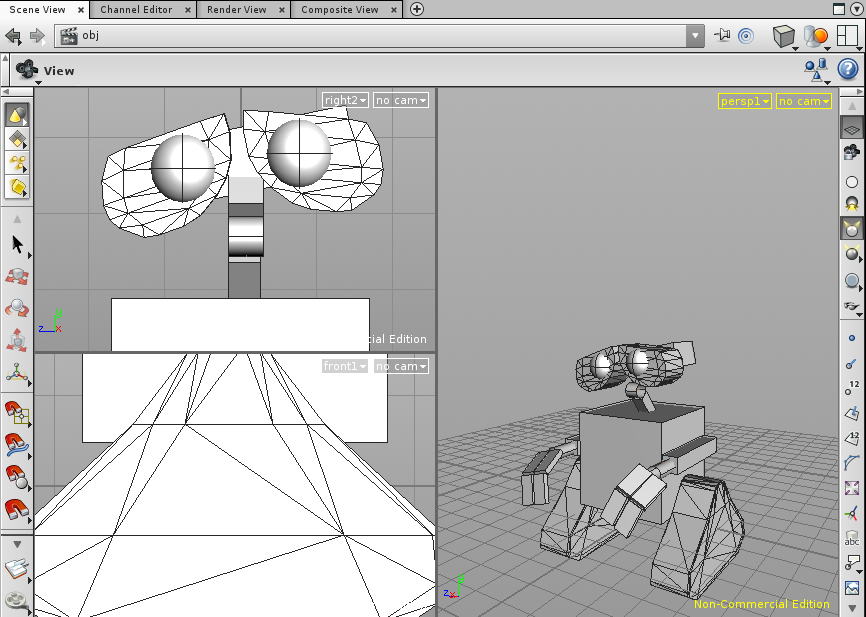 Scene View × Channel Editor × Render View × Composite View ×
obj
View
right2 no cam
persp1 no cam
z x
cial Edition
front1 no cam
12
12
abc
z x
Non-Commercial Edition